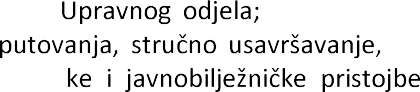 Upravnog odjela;
putovanja, stručno usavršavanje,
ke i javnobilježničke pristojbe